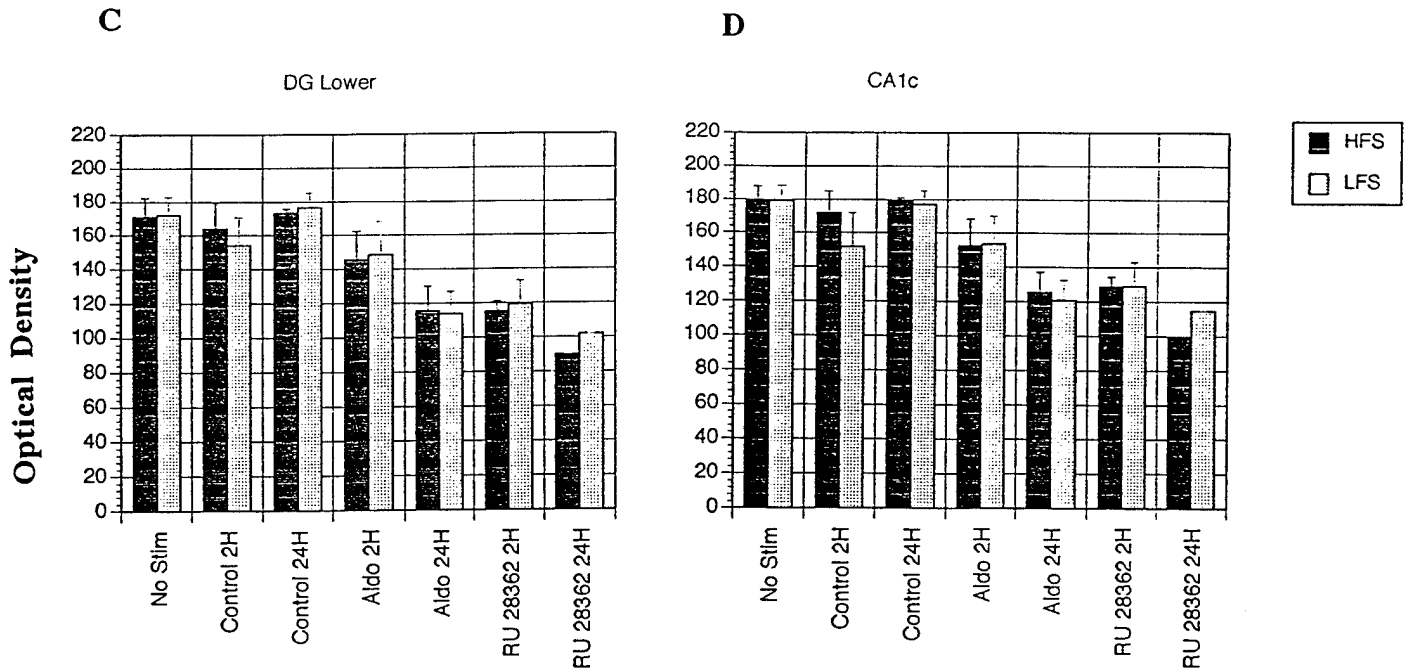 C
D
DG Lower
CA1c
HFS
LFS
Optical Density
220
200
180
160
140
120
100
80
60
40
20
0
No Stim
Control 2H
Control 24H
Aldo 2H
Aldo 24H
RU 28362 2H
RU 28362 24H
220
200
180
160
140
120
100
80
60
40
20
0
No Stim
Control 2H
Control 24H
Aldo 2H
Aldo 24H
RU 28362 2H
RU 28362 24H